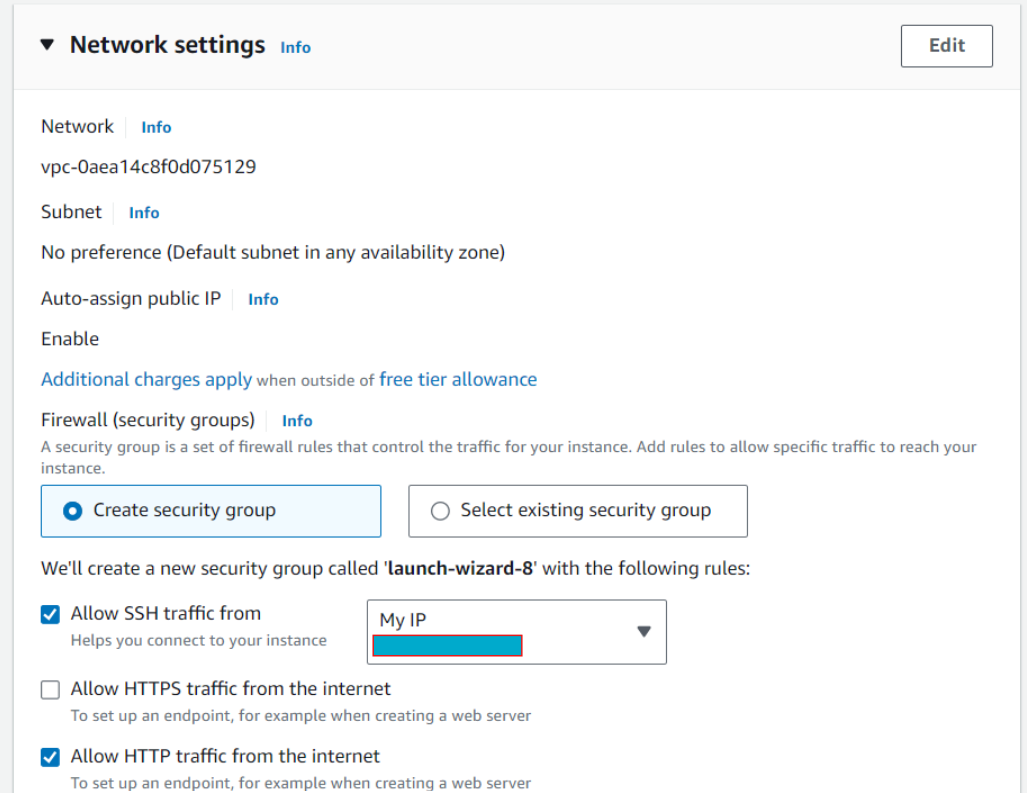 Network settings Info
Edit
Network Info
vpc-0aea14c8f0d075129
Subnet Info
No preference (Default subnet in any availability zone)
Auto-assign public IP Info
Enable
Additional charges apply when outside of free tier allowance
Firewall (security groups) Info
A security group is a set of firewall rules that control the traffic for your instance. Add rules to allow specific traffic to reach your
instance.
Create security group
Select existing security group
We'll create a new security group called 'launch-wizard-8' with the following rules:
Allow SSH traffic from
Helps you connect to your instance
My IP
Allow HTTPS traffic from the internet
To set up an endpoint, for example when creating a web server
Allow HTTP traffic from the internet
To set up an endpoint, for example when creating a web server